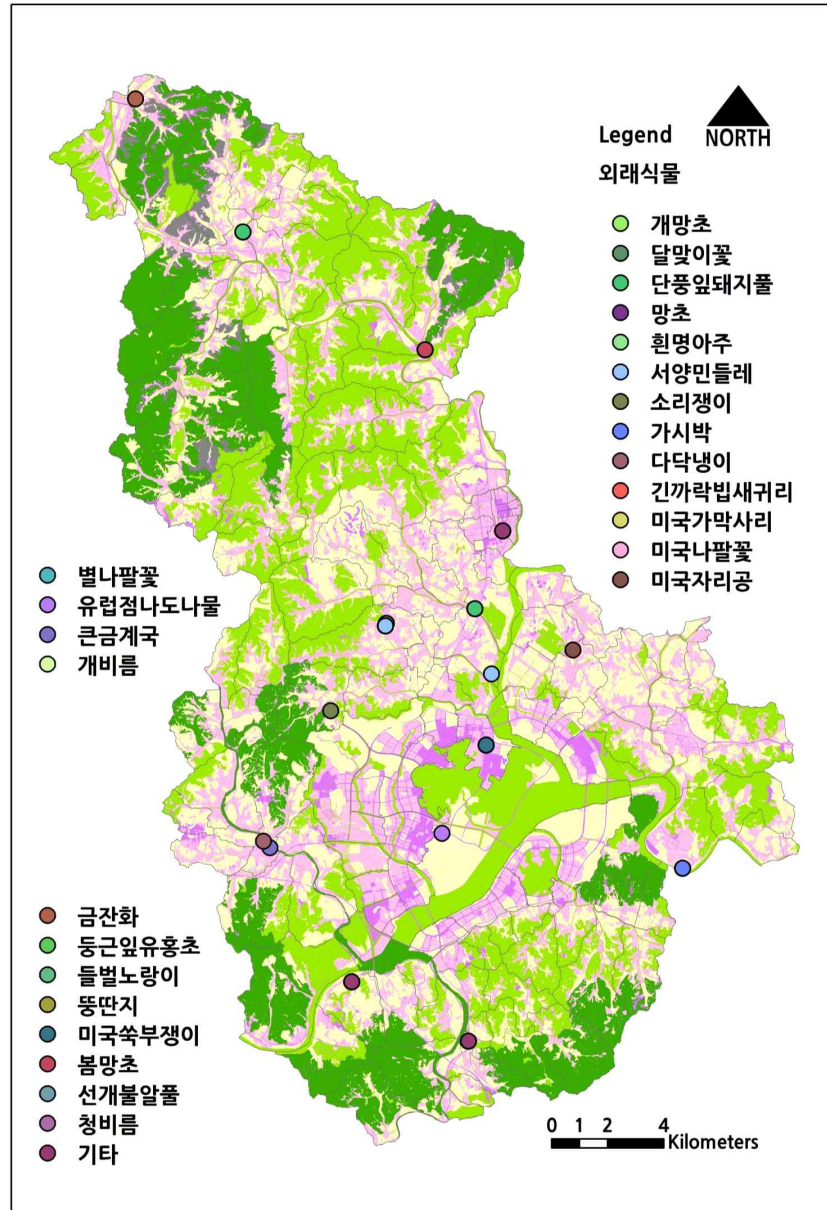 Legend
NORTH
외래식물
개망초
달맞이꽃
단풍잎돼지풀
망초
흰명아주
서양민들레
소리쟁이
가시박
다닥냉이
긴까락빕새귀리
미국가막사리
미국나팔꽃
미국자리공
별나팔꽃
유럽점나도나물
큰금계국
개비름
금잔화
둥근잎유홍초
들벌노랑이
뚱딴지
미국쑥부쟁이
봄망초
선개불알풀
청비름
기타
0 1 2 4
Kilometers